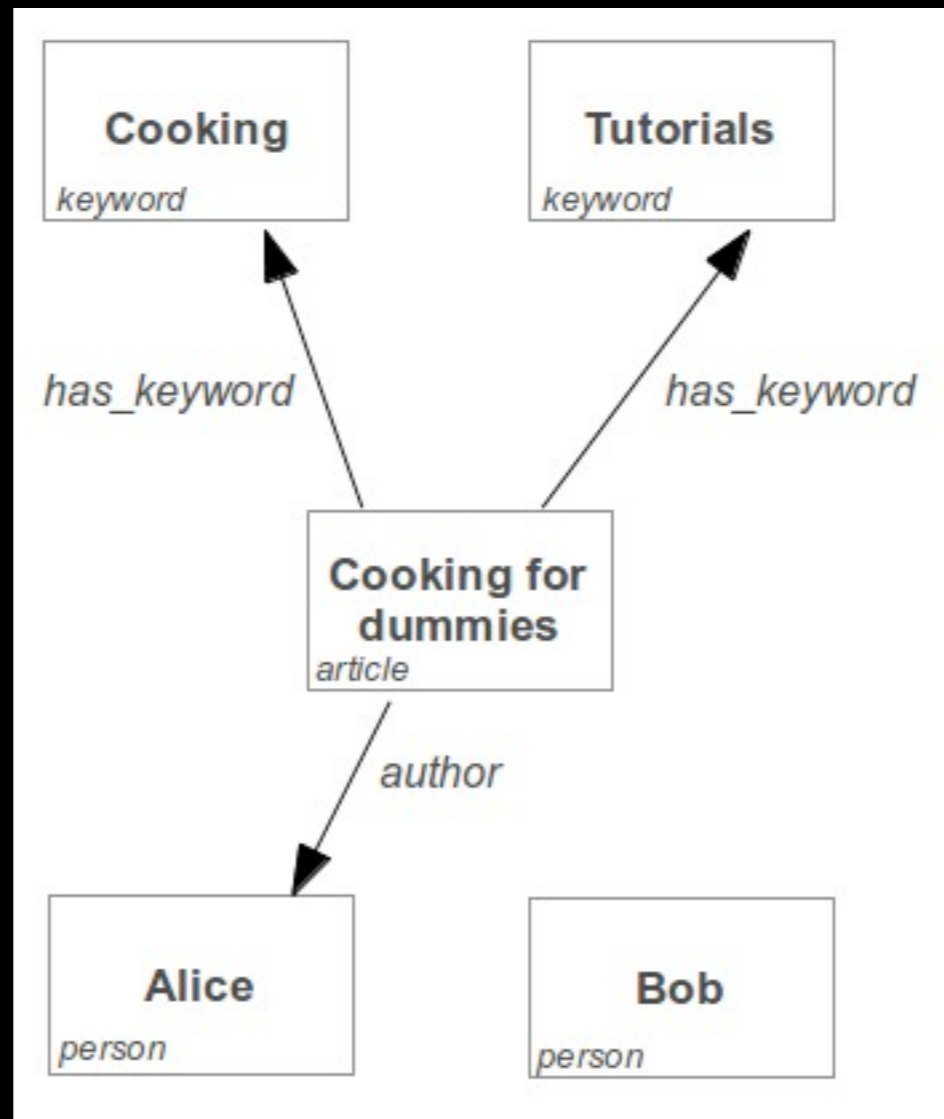 Cooking
keyword
Tutorials
keyword
has_keyword
has_keyword
Cooking for
dummies
article
author
Alice
person
Bob
person